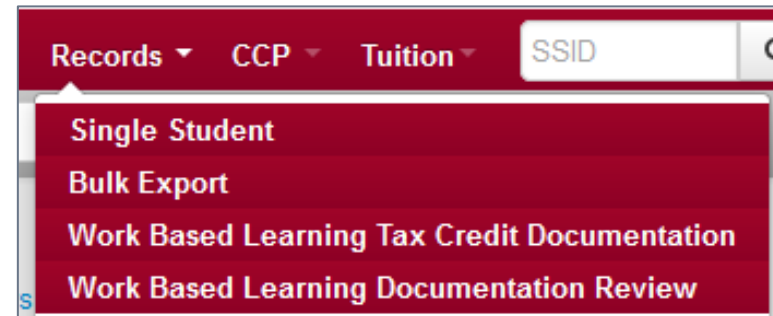 Records CCP Tuition SSID
Single Student
Bulk Export
Work Based Learning Tax Credit Documentation
Work Based Learning Documentation Review
s